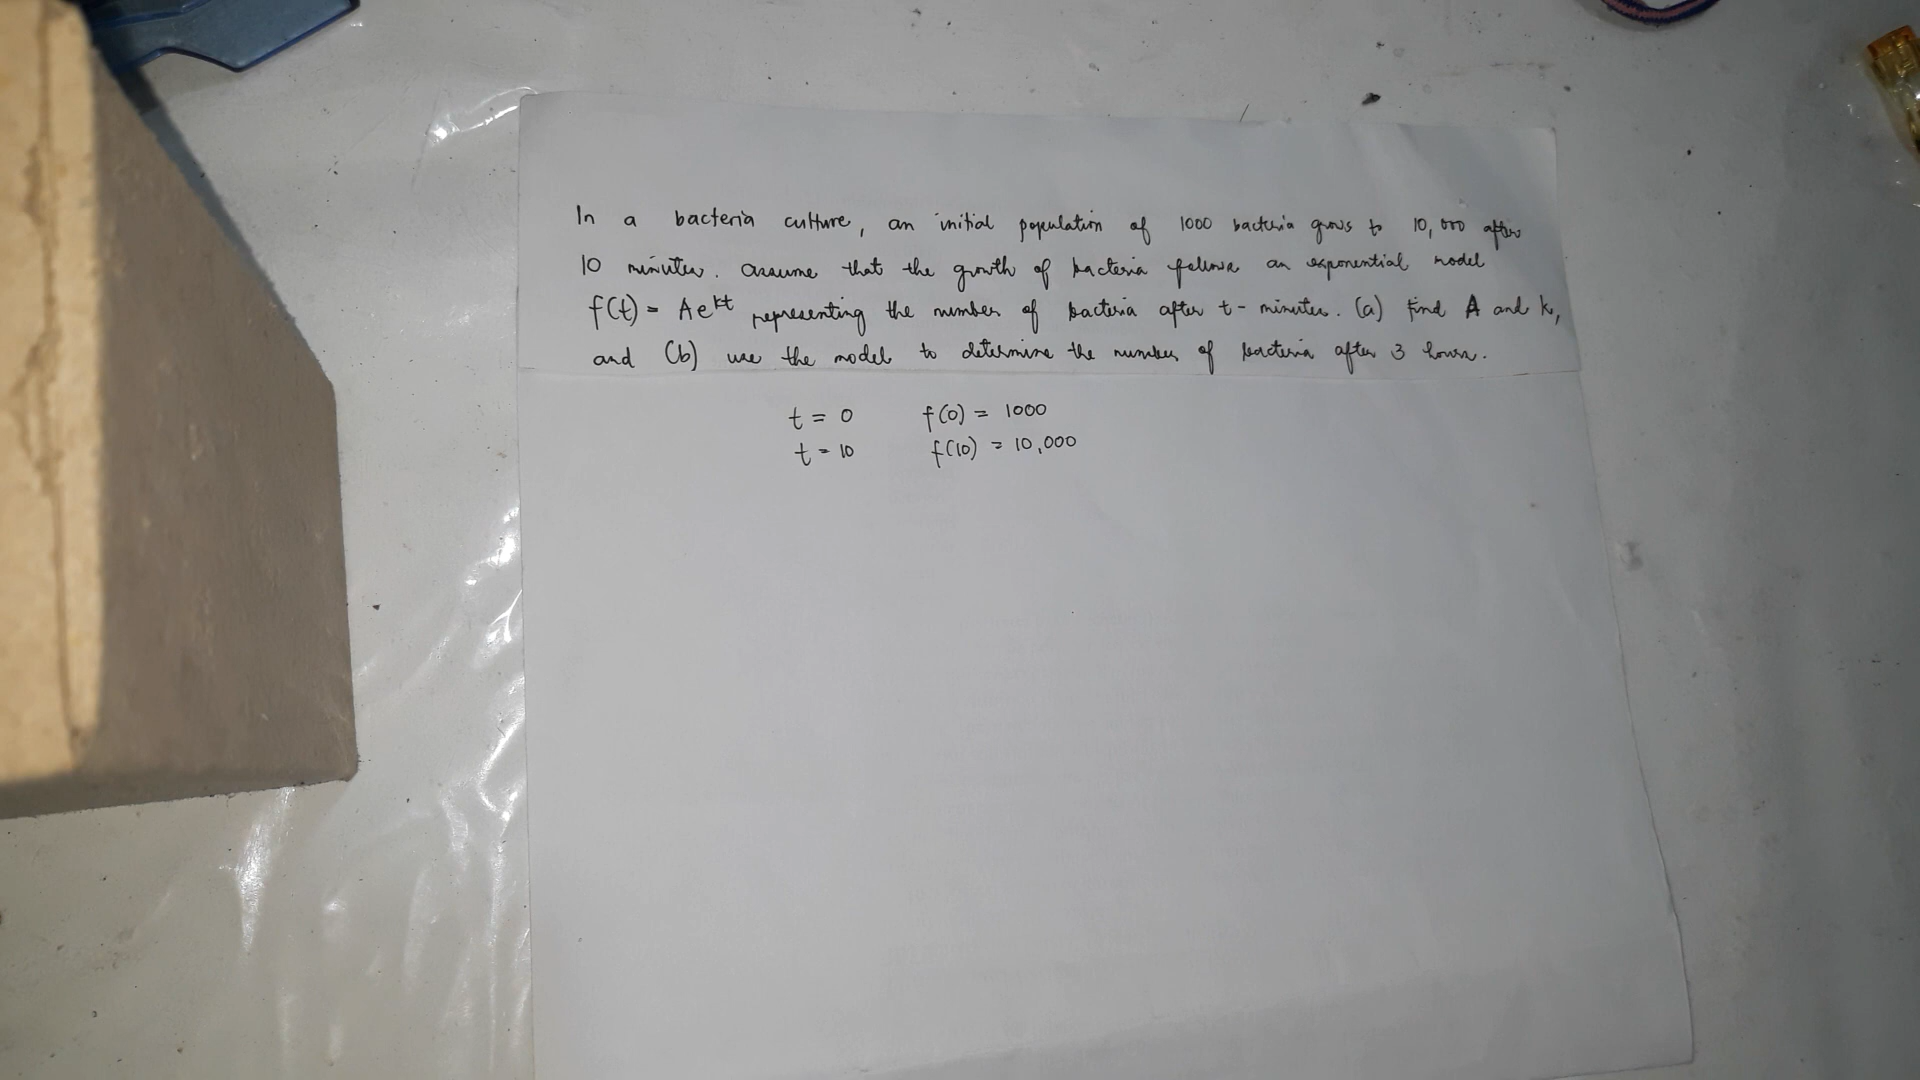 In a bacteria culture, an initial population of 1000 bacteria grows to 10,000 after
10 minutes. assume that the growth of bacteria follows an exponential model
f(t) = Ae^kt representing the number of bacteria after t- minutes. (a) Find A and k,
and (b) use the model to determine the number of bacteria after 3 hours.
t = 0 f(0) = 1000
t = 10 f(10) = 10,000